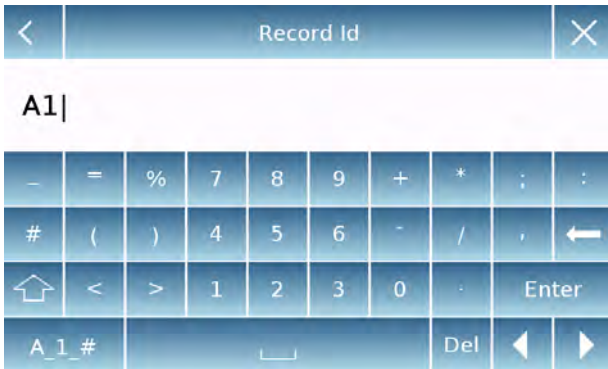 Record Id
A1
_ = % 7 8 9 + * ; :
# ( ) 4 5 6 - / ,
< > 1 2 3 0 . Enter
A_1_# Del